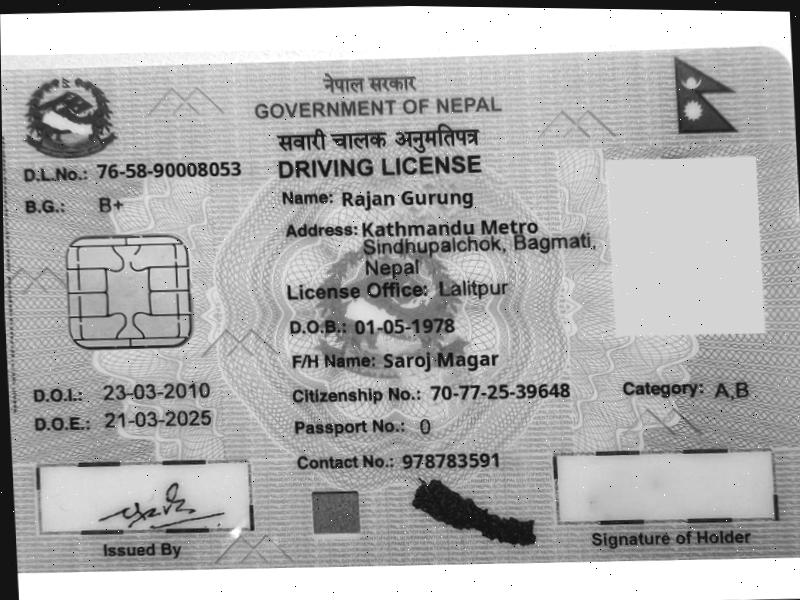 नेपाल सरकार
GOVERNMENT OF NEPAL
सवारी चालक अनुमतिपत्र
DRIVING LICENSE
D.L.No.: 76-58-90008053
B.G.: B+
Name: Rajan Gurung
Address: Kathmandu Metro
Sindhupalchok, Bagmati,
Nepal
License Office: Lalitpur
D.O.B.: 01-05-1978
F/H Name: Saroj Magar
D.O.I.: 23-03-2010
Citizenship No.: 70-77-25-39648
Category: A,B
D.O.E.: 21-03-2025
Passport No.: 0
Contact No.: 978783591
Issued By
Signature of Holder